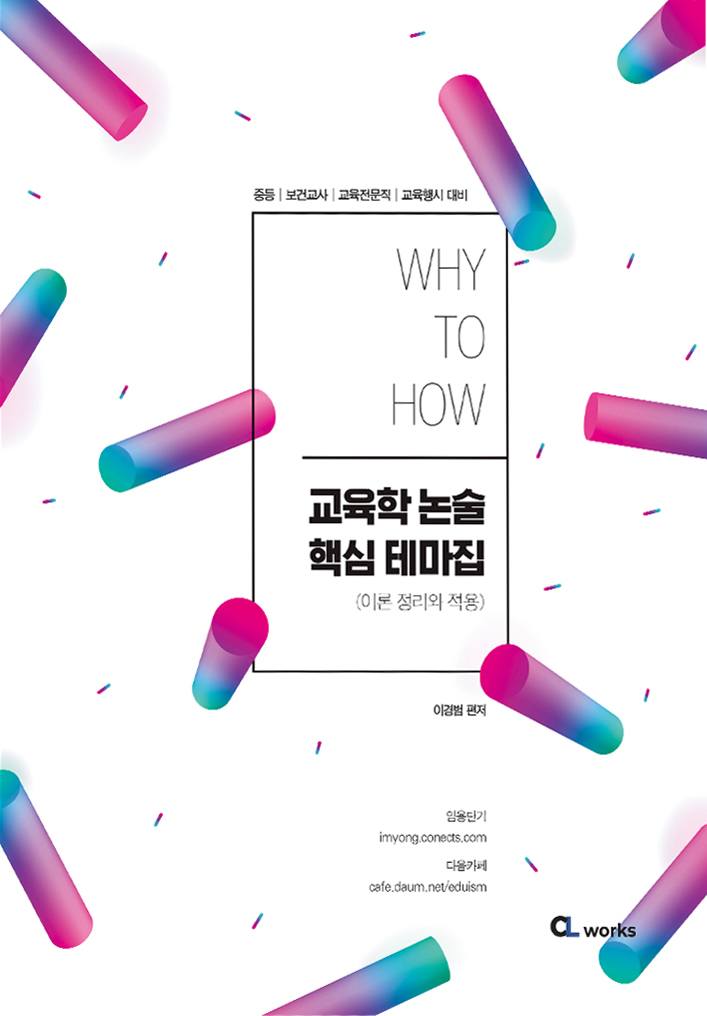 중등 | 보건교사 | 교육전문직 | 교육행시 대비
WHY
TO
HOW
교육학 논술
핵심 테마집
(이론 정리와 적용)
이경범 편저
임용단기
imyong.conects.com
다음카페
cafe.daum.net/eduism
CL works